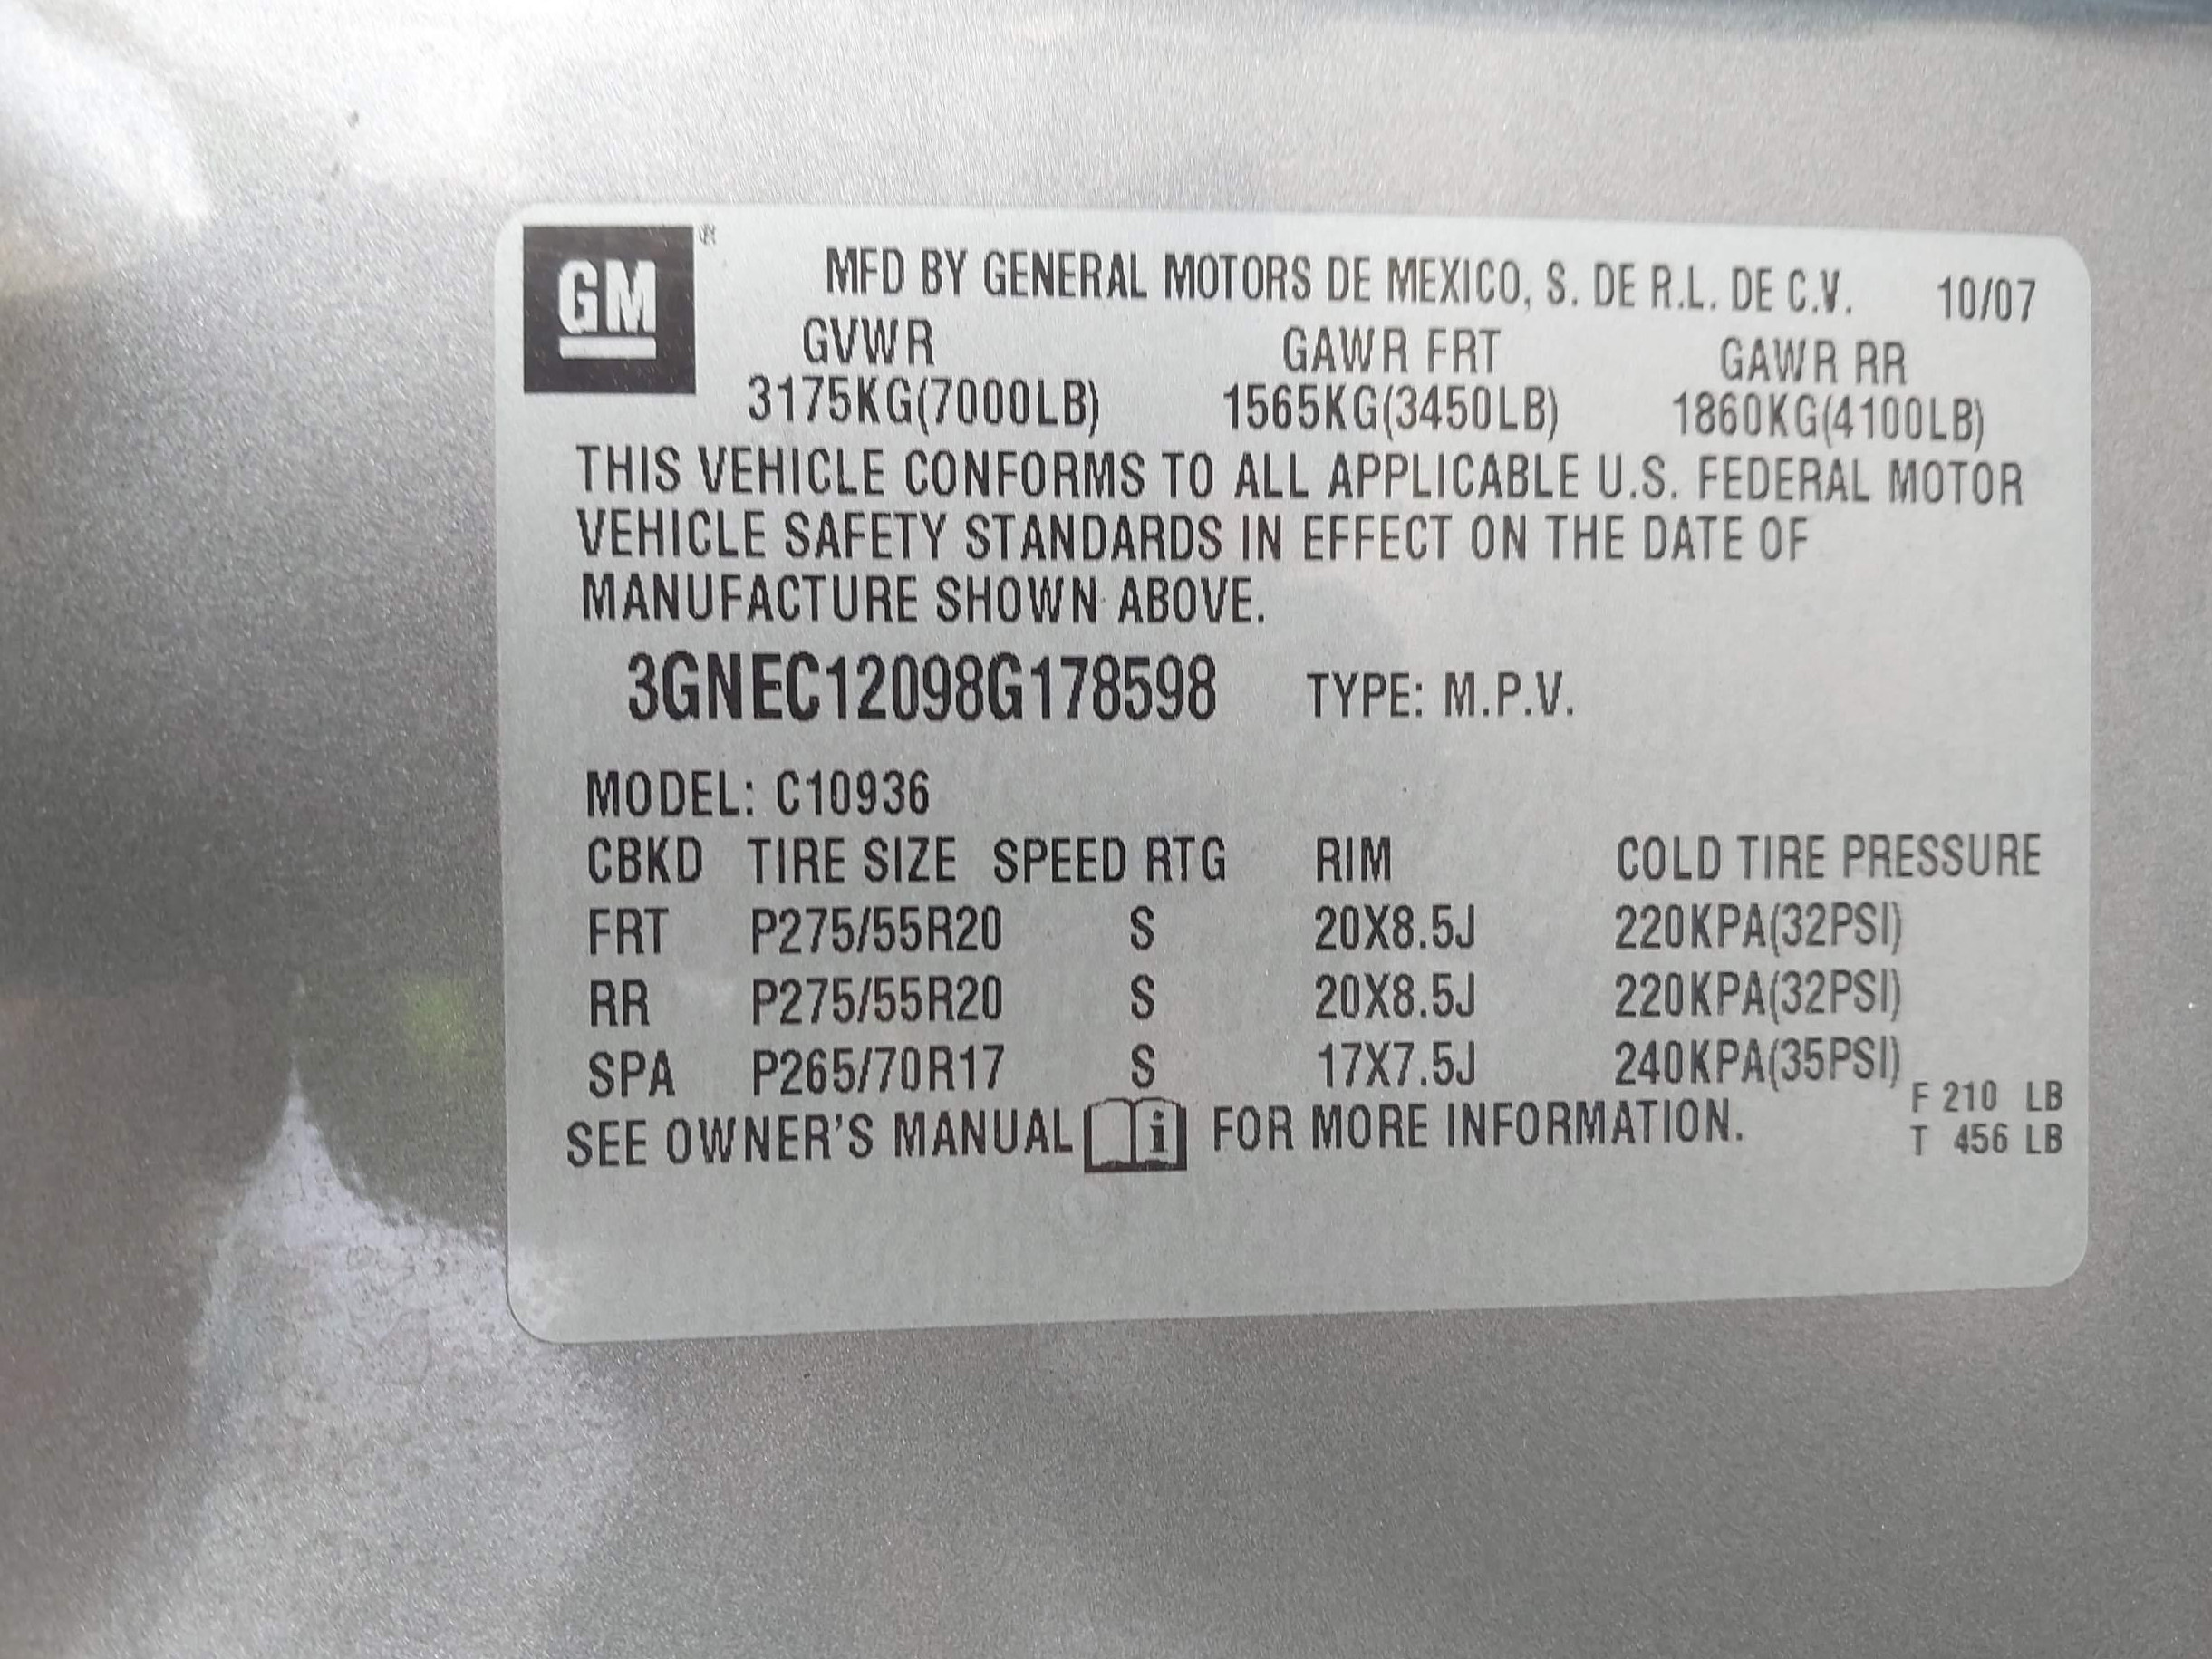 GM ®
MFD BY GENERAL MOTORS DE MEXICO, S. DE R.L. DE C.V. 10/07
GVWR GAWR FRT GAWR RR
3175KG(7000LB) 1565KG(3450LB) 1860KG(4100LB)
THIS VEHICLE CONFORMS TO ALL APPLICABLE U.S. FEDERAL MOTOR
VEHICLE SAFETY STANDARDS IN EFFECT ON THE DATE OF
MANUFACTURE SHOWN ABOVE.
3GNEC12098G178598 TYPE: M.P.V.
MODEL: C10936
CBKD TIRE SIZE SPEED RTG RIM COLD TIRE PRESSURE
FRT P275/55R20 S 20X8.5J 220KPA(32PSI)
RR P275/55R20 S 20X8.5J 220KPA(32PSI)
SPA P265/70R17 S 17X7.5J 240KPA(35PSI)
F 210 LB
SEE OWNER'S MANUAL i FOR MORE INFORMATION. T 456 LB